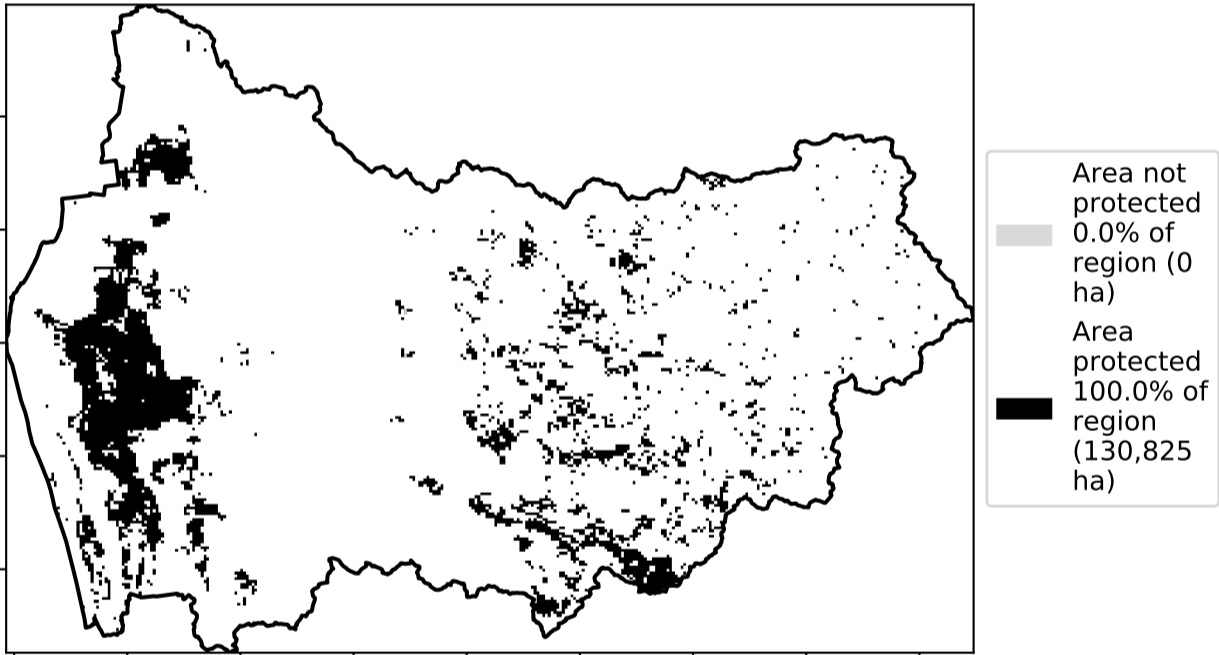 Area not
protected
0.0% of
region (0
ha)
Area
protected
100.0% of
region
(130,825
ha)